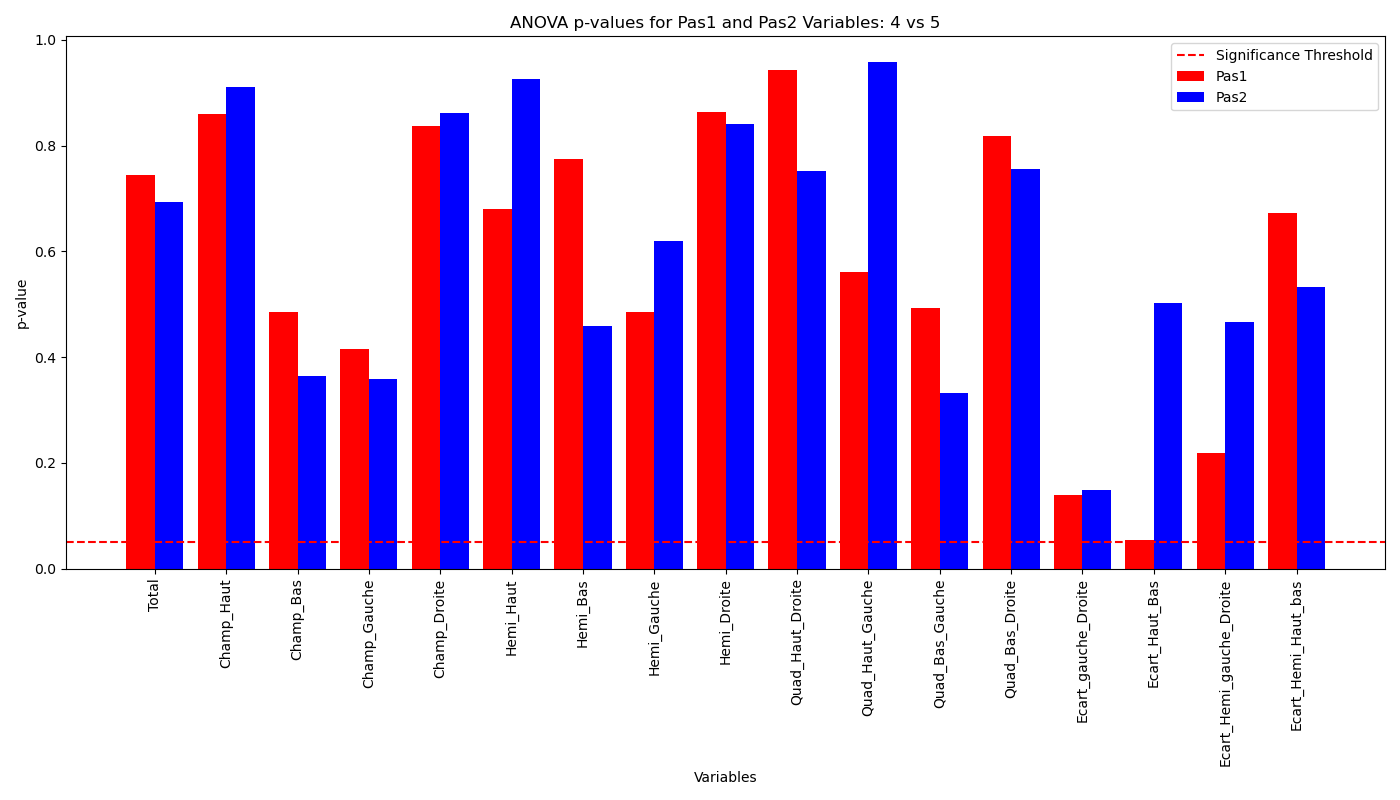 ANOVA p-values for Pas1 and Pas2 Variables: 4 vs 5
Significance Threshold
Pas1
Pas2
p-value
1.0
0.8
0.6
0.4
0.2
0.0
Total
Champ_Haut
Champ_Bas
Champ_Gauche
Champ_Droite
Hemi_Haut
Hemi_Bas
Hemi_Gauche
Hemi_Droite
Quad_Haut_Droite
Quad_Haut_Gauche
Quad_Bas_Gauche
Quad_Bas_Droite
Ecart_gauche_Droite
Ecart_Haut_Bas
Ecart_Hemi_gauche_Droite
Ecart_Hemi_Haut_bas
Variables